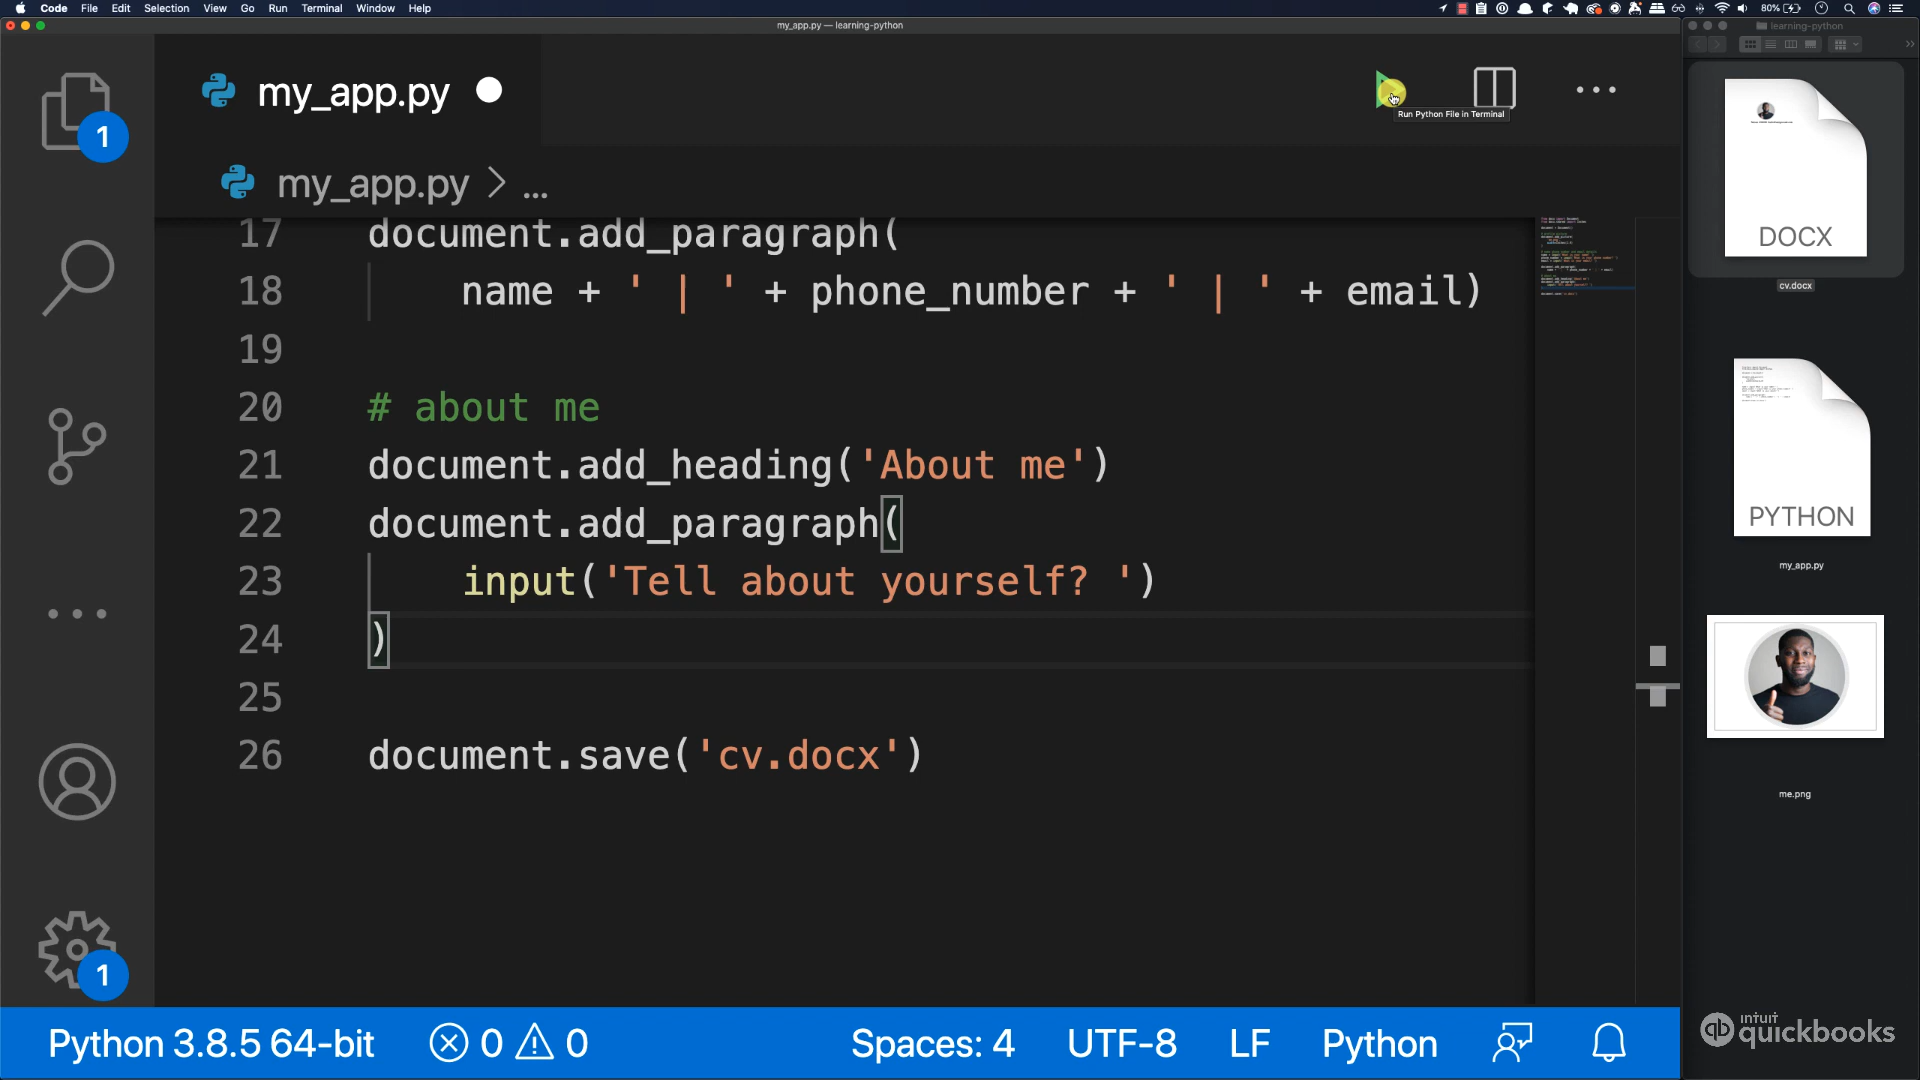 Code File Edit Selection View Go Run Terminal Window Help
80%
my_app.py — learning-python
learning-python
my_app.py
Run Python File in Terminal
my_app.py > ...
17 document.add_paragraph(
18 name + ' | ' + phone_number + ' | ' + email)
19
20 # about me
21 document.add_heading('About me')
22 document.add_paragraph(
23 input('Tell about yourself? ')
24 )
25
26 document.save('cv.docx')
1
1
DOCX
cv.docx
PYTHON
my_app.py
me.png
Python 3.8.5 64-bit 0 0 Spaces: 4 UTF-8 LF Python
intuit
quickbooks